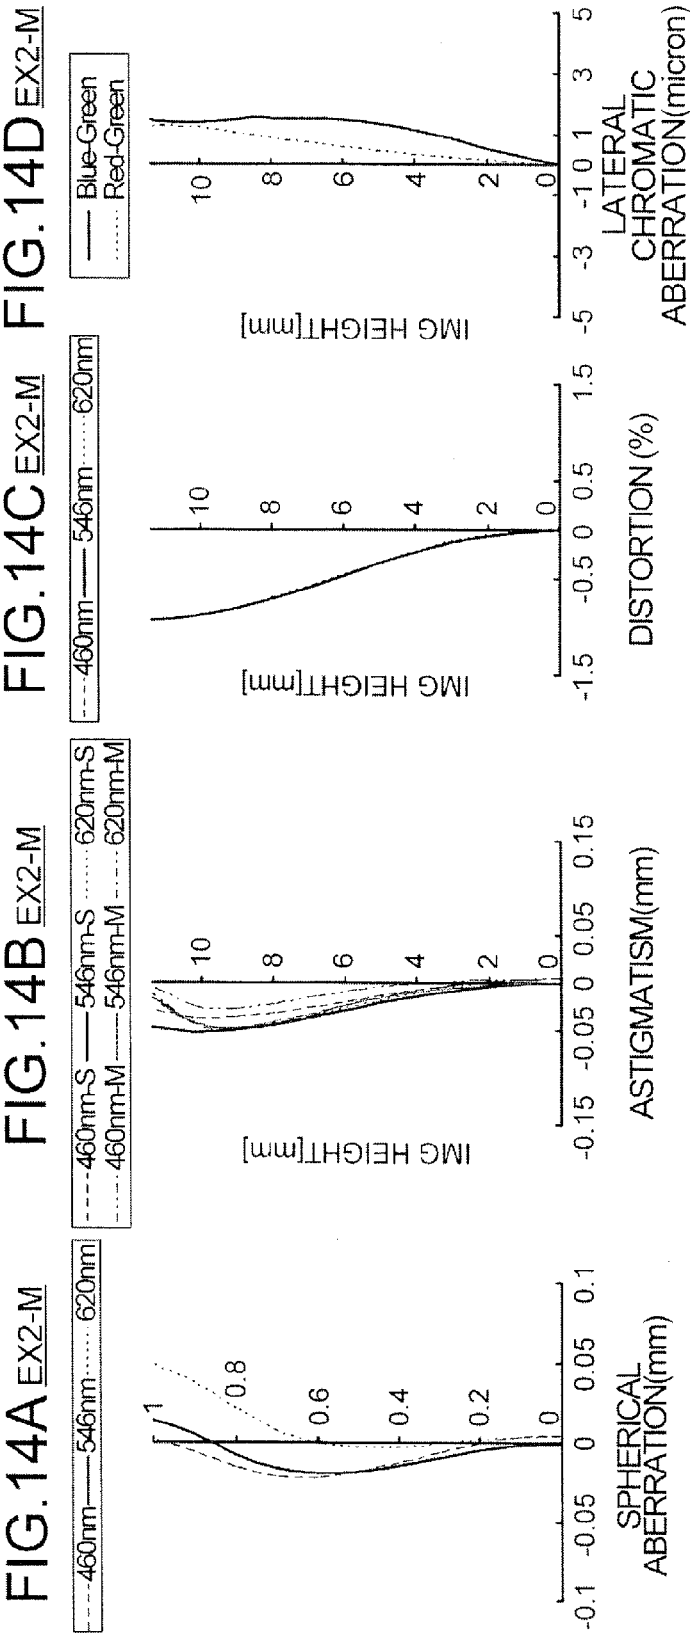 FIG.14A EX2-M
460nm 546nm 620nm
1
0.8
0.6
0.4
0.2
0
-0.1 -0.05 0 0.05 0.1
SPHERICAL
ABERRATION(mm)
FIG.14B EX2-M
460nm-S 546nm-S 620nm-S
460nm-M 546nm-M 620nm-M
IMG HEIGHT[mm]
10
8
6
4
2
0
-0.15 -0.05 0 0.05 0.15
ASTIGMATISM(mm)
FIG.14C EX2-M
460nm 546nm 620nm
IMG HEIGHT[mm]
10
8
6
4
2
0
-1.5 -0.5 0 0.5 1.5
DISTORTION (%)
FIG.14D EX2-M
Blue-Green
Red-Green
IMG HEIGHT[mm]
10
8
6
4
2
0
-5 -3 -1 0 1 3 5
LATERAL
CHROMATIC
ABERRATION(micron)